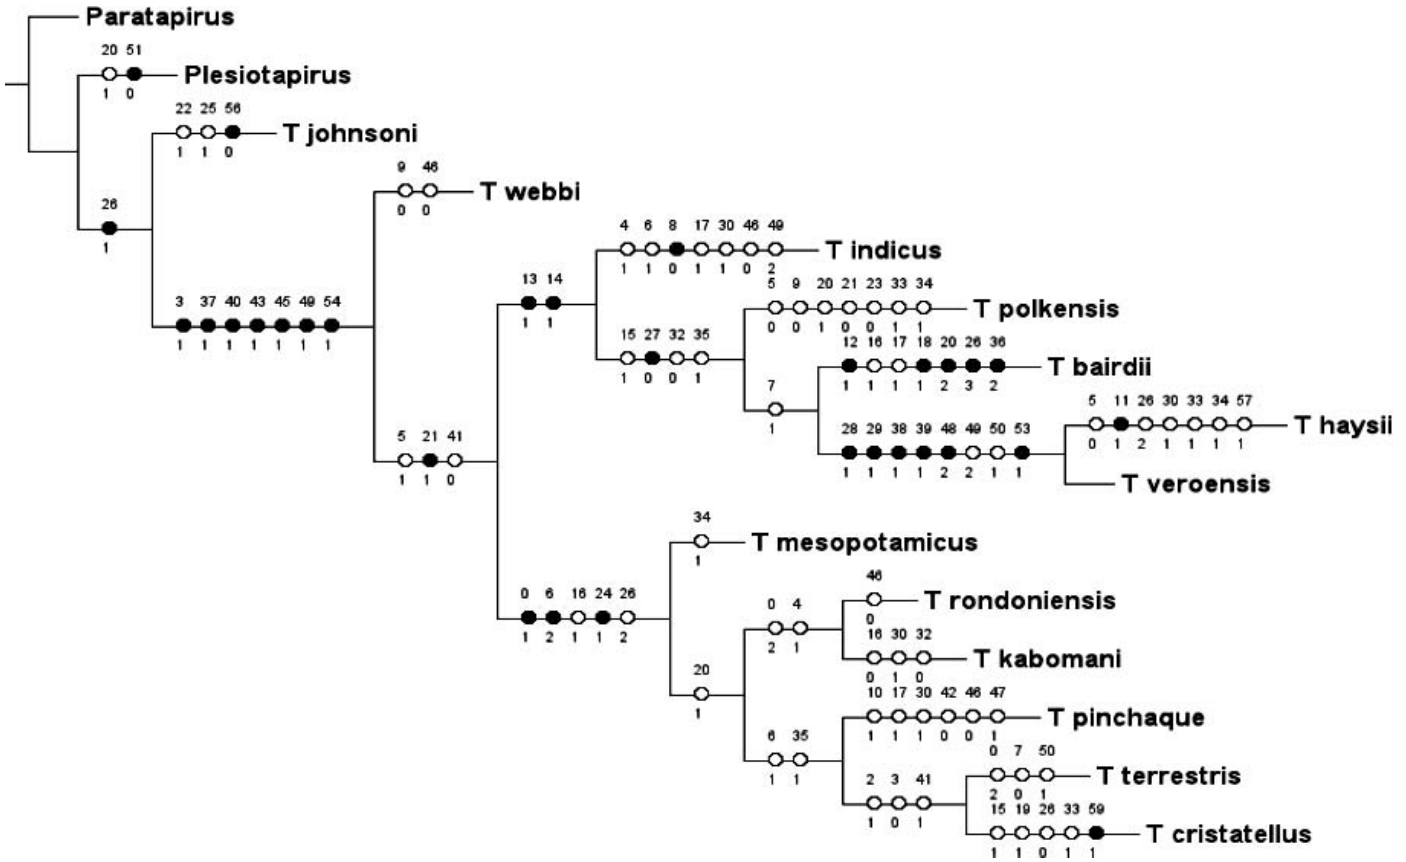 Paratapirus
20 51
Plesiotapirus
1 0
22 25 56
T johnsoni
1 1 0
9 46
T webbi
0 0
26
1
4 6 8 17 30 46 49
T indicus
1 1 0 1 1 0 2
13 14
1 1
5 9 20 21 23 33 34
T polkensis
0 0 1 0 0 1 1
3 37 40 43 45 49 54
1 1 1 1 1 1 1
15 27 32 35
1 0 0 1
12 16 17 18 20 26 36
T bairdii
1 1 1 1 2 3 2
7
1
5 11 26 30 33 34 57
T haysii
0 1 2 1 1 1 1
5 21 41
1 1 0
28 29 38 39 48 49 50 53
1 1 1 1 2 2 1 1
T veroensis
34
T mesopotamicus
1
46
T rondoniensis
0
0 6 16 24 26
1 2 1 1 2
0 4
2 1
16 30 32
T kabomani
0 1 0
20
1
10 17 30 42 46 47
T pinchaque
1 1 1 0 0 1
6 35
1 1
0 7 50
T terrestris
2 0 1
2 3 41
1 0 1
15 19 26 33 59
T cristatellus
1 1 0 1 1